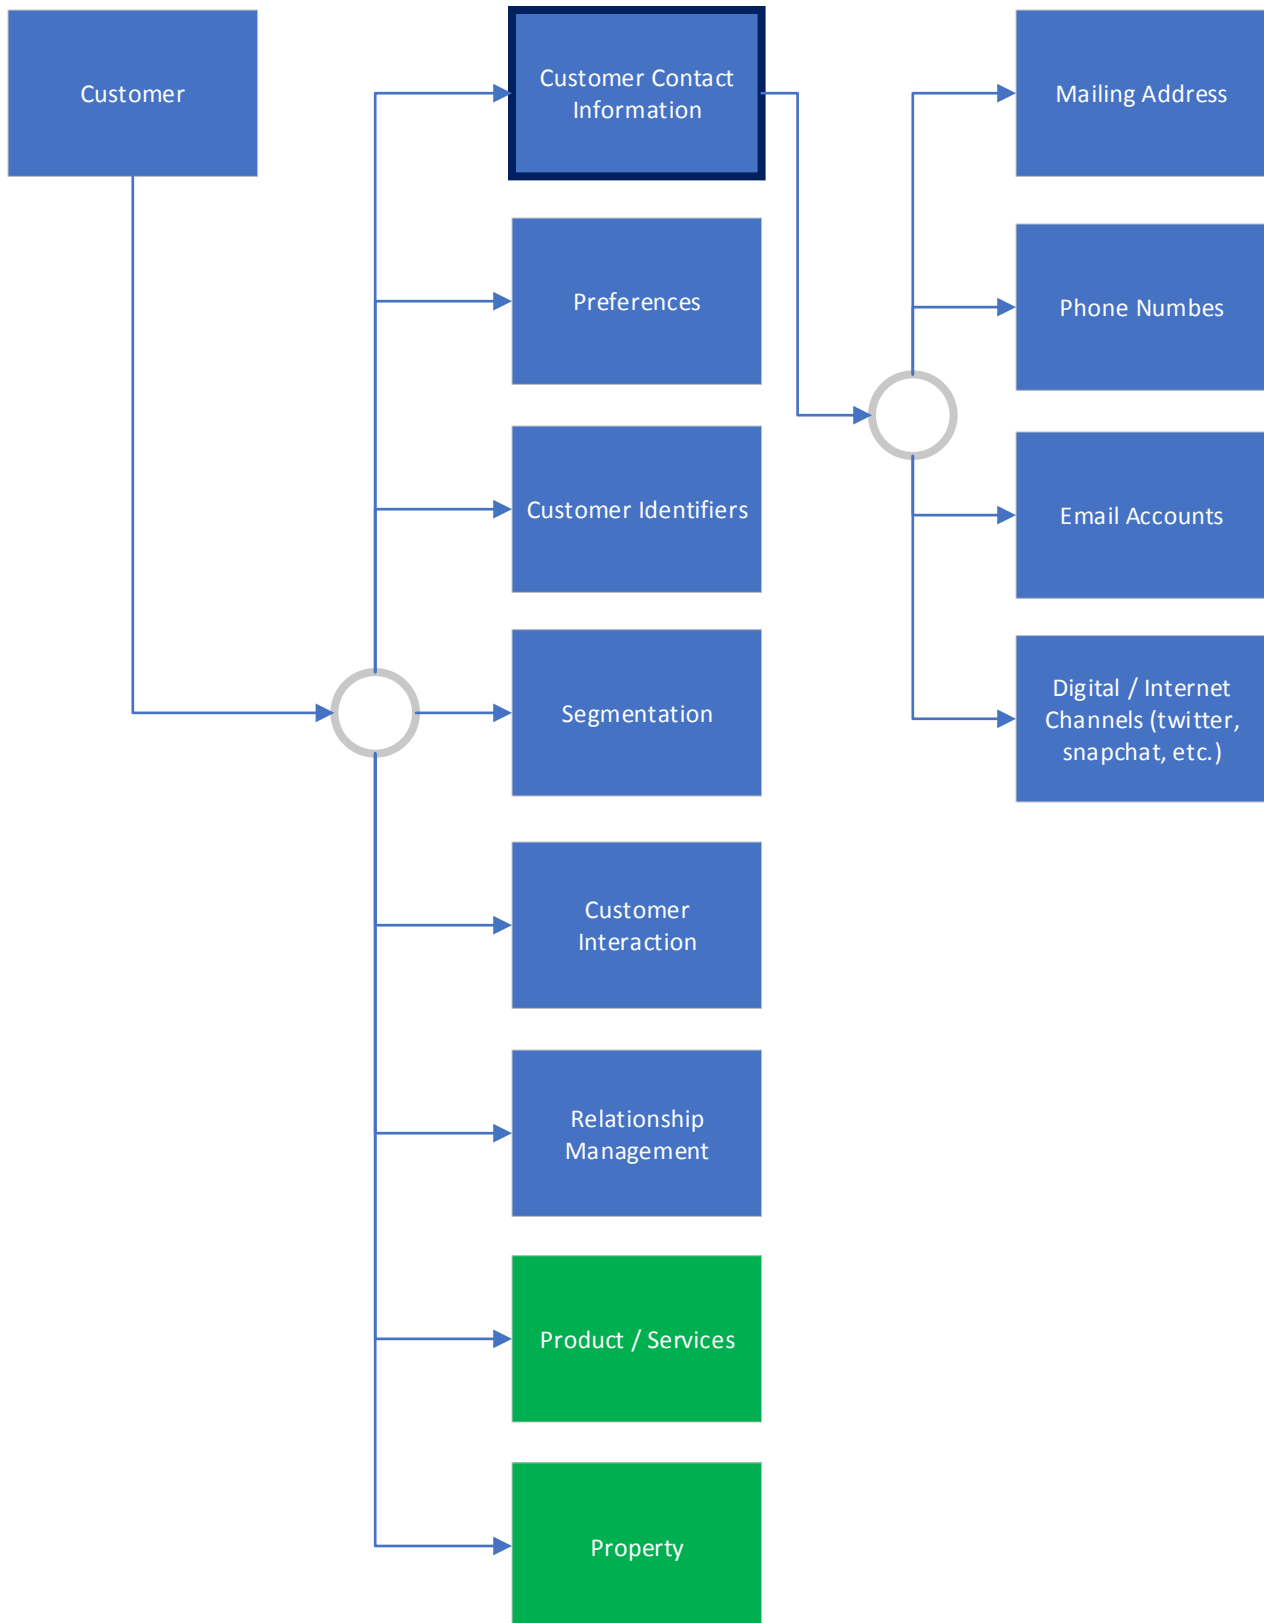 Customer
Customer Contact
Information
Preferences
Customer Identifiers
Segmentation
Customer
Interaction
Relationship
Management
Product / Services
Property
Mailing Address
Phone Numbes
Email Accounts
Digital / Internet
Channels (twitter,
snapchat, etc.)